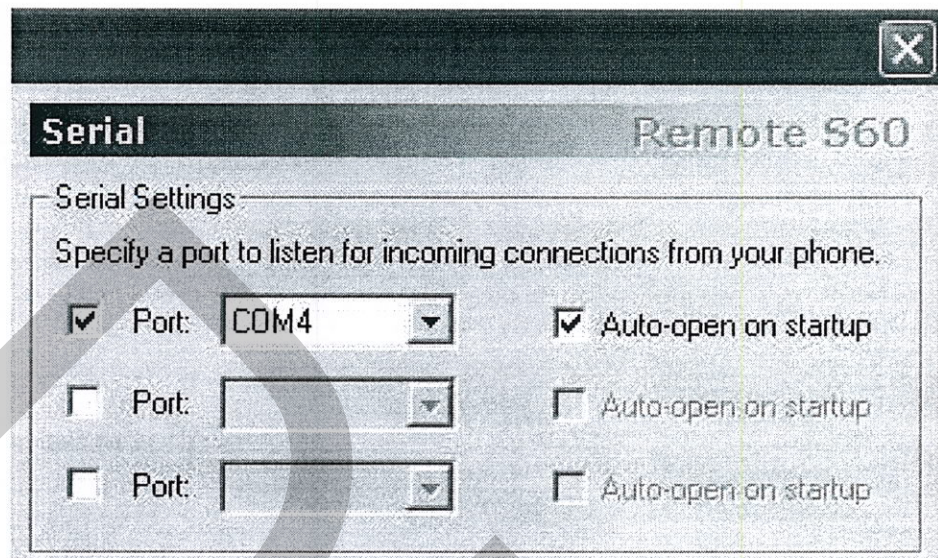 Serial Remote S60
Serial Settings
Specify a port to listen for incoming connections from your phone.
Port: COM4 Auto-open on startup
Port: Auto-open on startup
Port: Auto-open on startup